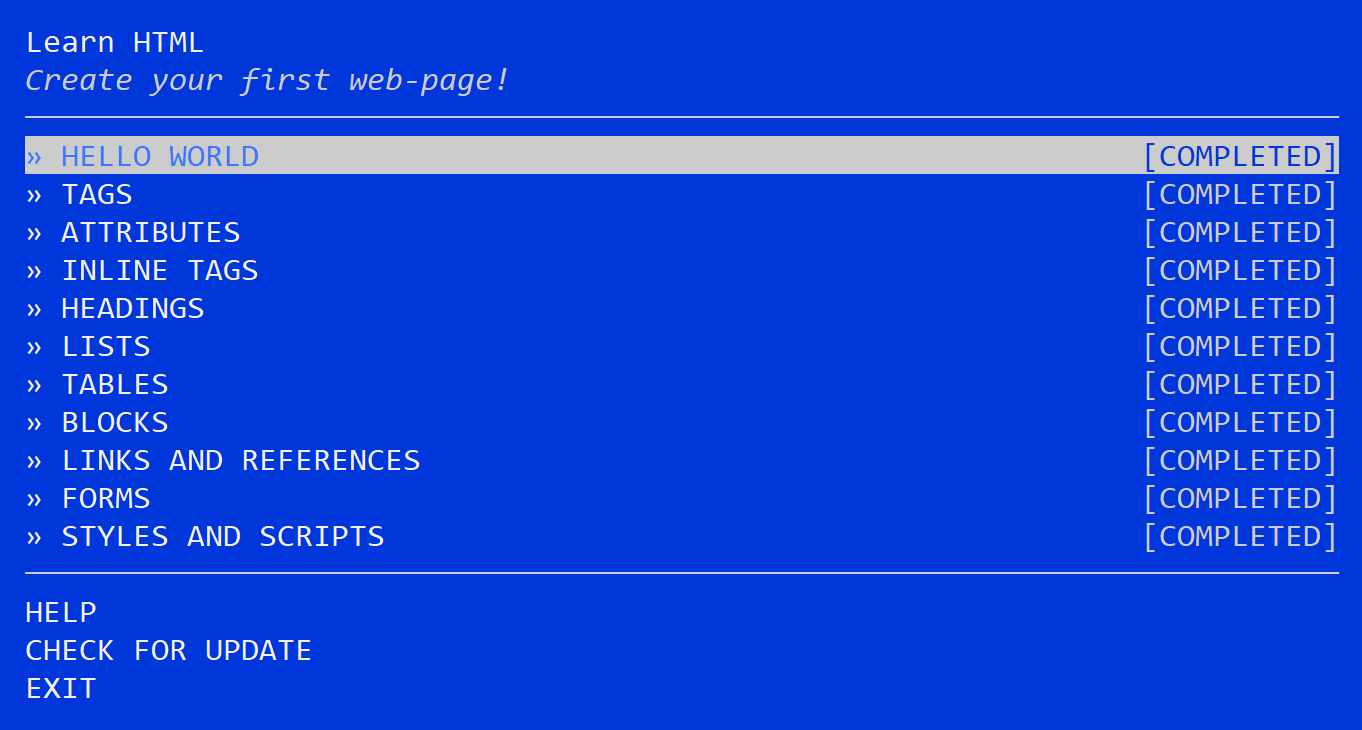 Learn HTML
Create your first web-page!
» HELLO WORLD [COMPLETED]
» TAGS [COMPLETED]
» ATTRIBUTES [COMPLETED]
» INLINE TAGS [COMPLETED]
» HEADINGS [COMPLETED]
» LISTS [COMPLETED]
» TABLES [COMPLETED]
» BLOCKS [COMPLETED]
» LINKS AND REFERENCES [COMPLETED]
» FORMS [COMPLETED]
» STYLES AND SCRIPTS [COMPLETED]
HELP
CHECK FOR UPDATE
EXIT